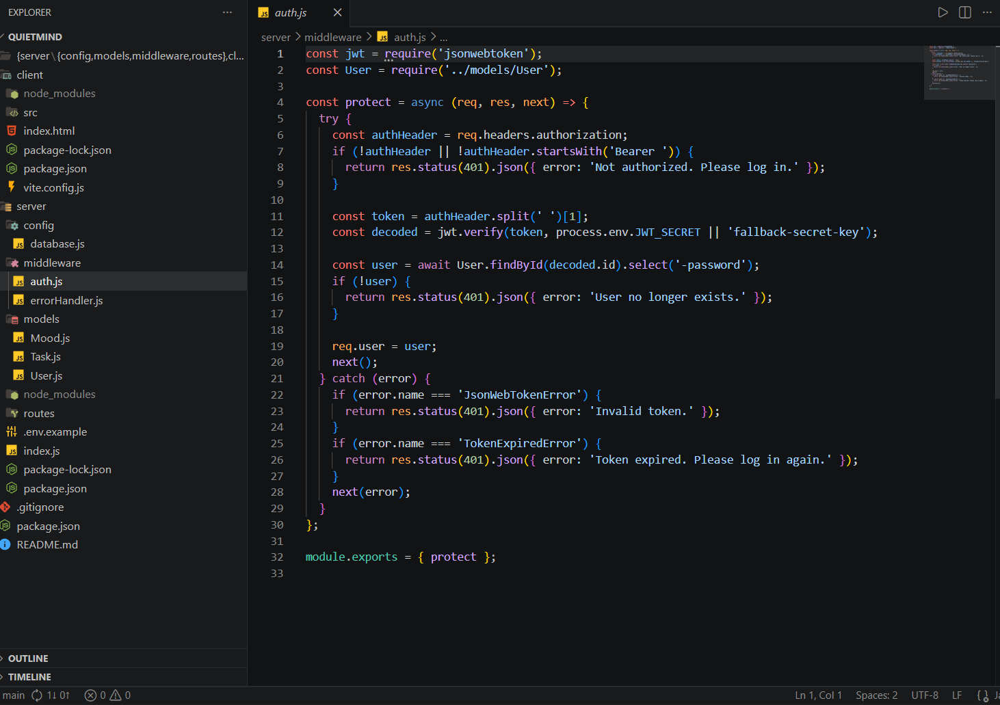 EXPLORER ...
QUIETMIND
{server\{config,models,middleware,routes},cl...
client
node_modules
src
index.html
package-lock.json
package.json
vite.config.js
server
config
database.js
middleware
auth.js
errorHandler.js
models
Mood.js
Task.js
User.js
node_modules
routes
.env.example
index.js
package-lock.json
package.json
.gitignore
package.json
README.md
OUTLINE
TIMELINE
auth.js
server > middleware > auth.js > ...
1 const jwt = require('jsonwebtoken');
2 const User = require('../models/User');
3
4 const protect = async (req, res, next) => {
5 try {
6 const authHeader = req.headers.authorization;
7 if (!authHeader || !authHeader.startsWith('Bearer ')) {
8 return res.status(401).json({ error: 'Not authorized. Please log in.' });
9 }
10
11 const token = authHeader.split(' ')[1];
12 const decoded = jwt.verify(token, process.env.JWT_SECRET || 'fallback-secret-key');
13
14 const user = await User.findById(decoded.id).select('-password');
15 if (!user) {
16 return res.status(401).json({ error: 'User no longer exists.' });
17 }
18
19 req.user = user;
20 next();
21 } catch (error) {
22 if (error.name === 'JsonWebTokenError') {
23 return res.status(401).json({ error: 'Invalid token.' });
24 }
25 if (error.name === 'TokenExpiredError') {
26 return res.status(401).json({ error: 'Token expired. Please log in again.' });
27 }
28 next(error);
29 }
30 };
31
32 module.exports = { protect };
33
main 1↓ 0↑ 0 0 Ln 1, Col 1 Spaces: 2 UTF-8 LF { }